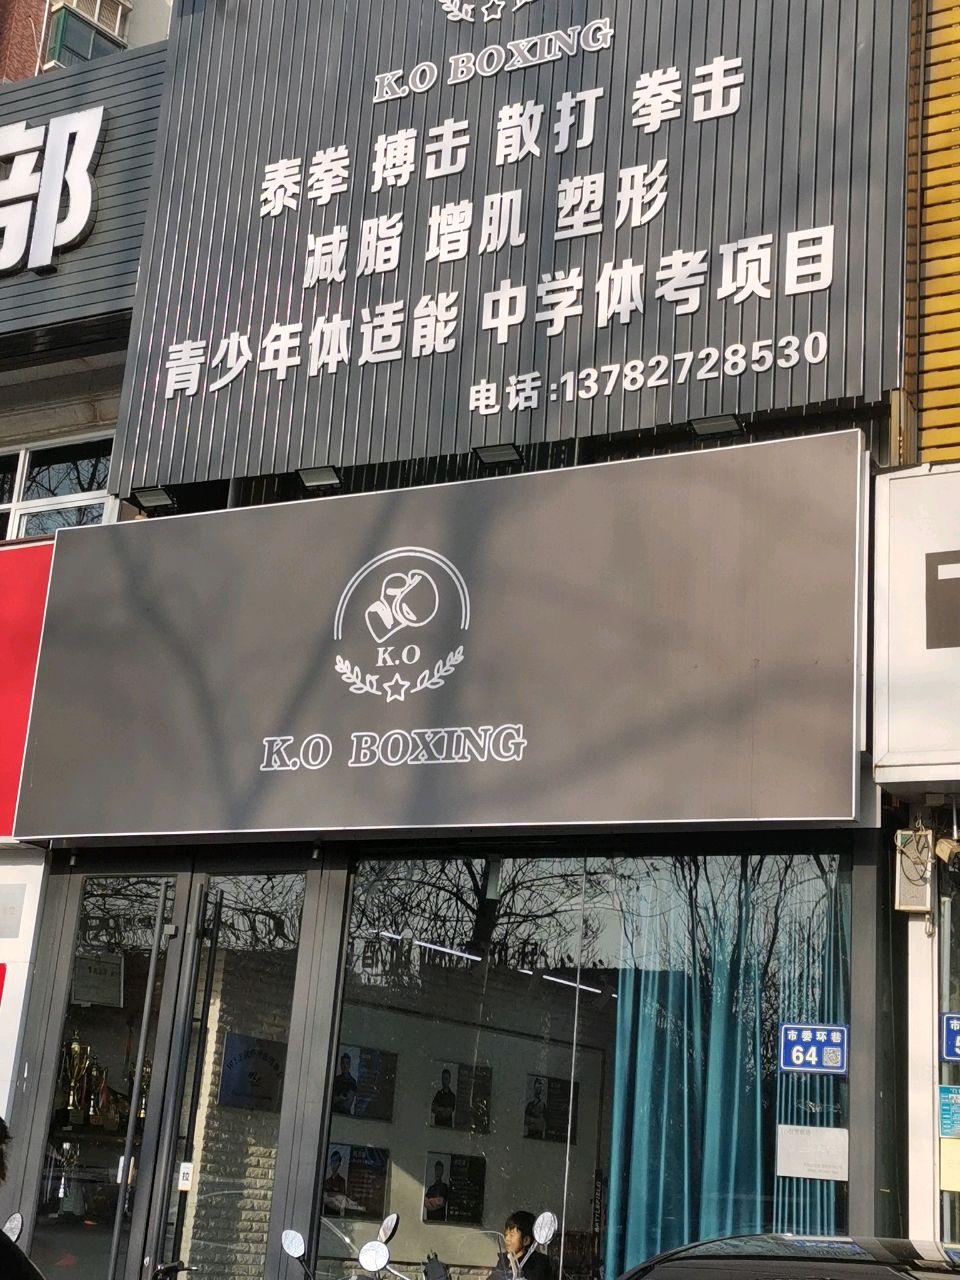 K.O BOXING
泰拳 搏击 散打 拳击
减脂 增肌 塑形
青少年体适能 中学体考项目
电话:13782728530
部
K.O
K.O BOXING
市委环巷
64
拉